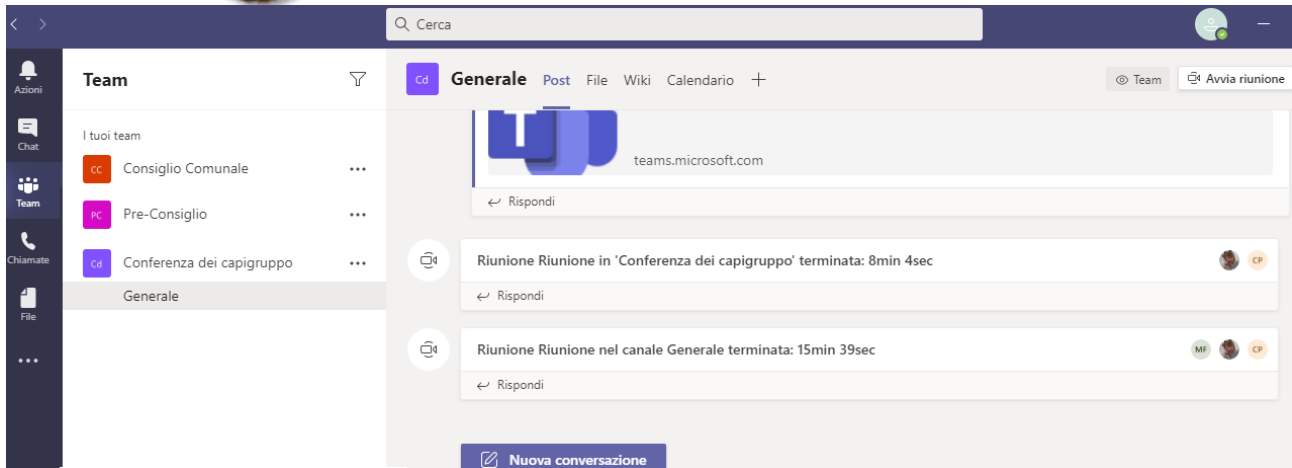 Cerca
Azioni
Chat
Team
Chiamate
File
Team
I tuoi team
CC Consiglio Comunale
PC Pre-Consiglio
Cd Conferenza dei capigruppo
Generale
Cd Generale Post File Wiki Calendario
Team Avvia riunione
T
teams.microsoft.com
Rispondi
Riunione Riunione in 'Conferenza dei capigruppo' terminata: 8min 4sec CP
Rispondi
Riunione Riunione nel canale Generale terminata: 15min 39sec MF CP
Rispondi
Nuova conversazione